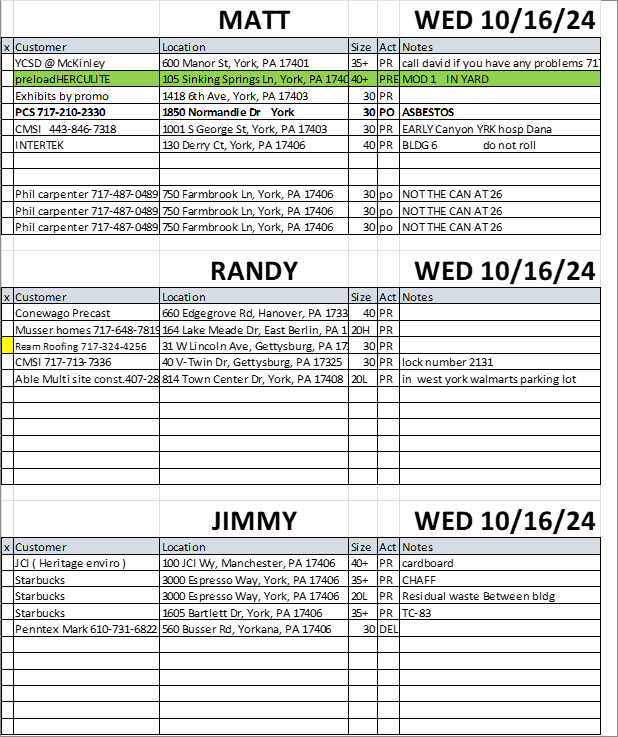 MATT WED 10/16/24
x Customer Location Size Act Notes
YCSD @ McKinley 600 Manor St, York, PA 17401 35+ PR call david if you have any problems 71
preloadHERCULITE 105 Sinking Springs Ln, York, PA 1740 40+ PRE MOD 1 IN YARD
Exhibits by promo 1418 6th Ave, York, PA 17403 30 PR
PCS 717-210-2330 1850 Normandie Dr York 30 PO ASBESTOS
CMSI 443-846-7318 1001 S George St, York, PA 17403 30 PR EARLY Canyon YRK hosp Dana
INTERTEK 130 Derry Ct, York, PA 17406 40 PR BLDG 6 do not roll
Phil carpenter 717-487-0489 750 Farmbrook Ln, York, PA 17406 30 po NOT THE CAN AT 26
Phil carpenter 717-487-0489 750 Farmbrook Ln, York, PA 17406 30 po NOT THE CAN AT 26
Phil carpenter 717-487-0489 750 Farmbrook Ln, York, PA 17406 30 po NOT THE CAN AT 26
RANDY WED 10/16/24
x Customer Location Size Act Notes
Conewago Precast 660 Edgegrove Rd, Hanover, PA 1733 40 PR
Musser homes 717-648-7819 164 Lake Meade Dr, East Berlin, PA 1 20H PR
Ream Roofing 717-324-4256 31 W Lincoln Ave, Gettysburg, PA 17 30 PR
CMSI 717-713-7336 40 V-Twin Dr, Gettysburg, PA 17325 30 PR lock number 2131
Able Multi site const.407-28 814 Town Center Dr, York, PA 17408 20L PR in west york walmarts parking lot
JIMMY WED 10/16/24
x Customer Location Size Act Notes
JCI ( Heritage enviro ) 100 JCI Wy, Manchester, PA 17406 40+ PR cardboard
Starbucks 3000 Espresso Way, York, PA 17406 35+ PR CHAFF
Starbucks 3000 Espresso Way, York, PA 17406 20L PR Residual waste Between bldg
Starbucks 1605 Bartlett Dr, York, PA 17406 35+ PR TC-83
Penntex Mark 610-731-6822 560 Busser Rd, Yorkana, PA 17406 30 DEL